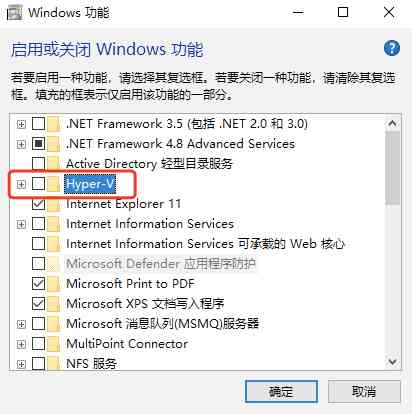 Windows 功能
启用或关闭 Windows 功能
若要启用一种功能，请选择其复选框。若要关闭一种功能，请清除其复选
框。填充的框表示仅启用该功能的一部分。
.NET Framework 3.5 (包括 .NET 2.0 和 3.0)
.NET Framework 4.8 Advanced Services
Active Directory 轻型目录服务
Hyper-V
Internet Explorer 11
Internet Information Services
Internet Information Services 可承载的 Web 核心
Microsoft Defender 应用程序防护
Microsoft Print to PDF
Microsoft XPS 文档写入程序
Microsoft 消息队列(MSMQ)服务器
MultiPoint Connector
NFS 服务
确定
取消